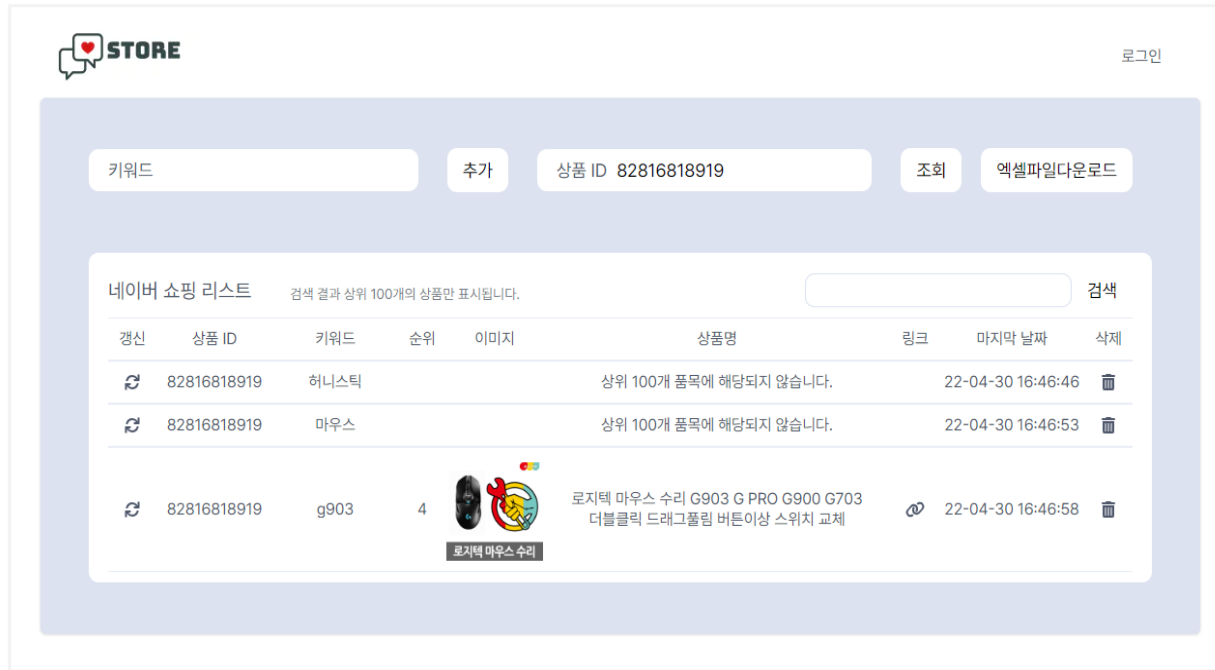 STORE
로그인
키워드
추가
상품 ID 82816818919
조회
엑셀파일다운로드
네이버 쇼핑 리스트
검색 결과 상위 100개의 상품만 표시됩니다.
검색
갱신 상품 ID 키워드 순위 이미지 상품명 링크 마지막 날짜 삭제
82816818919 허니스틱 상위 100개 품목에 해당되지 않습니다. 22-04-30 16:46:46
82816818919 마우스 상위 100개 품목에 해당되지 않습니다. 22-04-30 16:46:53
82816818919 g903 4
로지텍 마우스 수리
로지텍 마우스 수리 G903 G PRO G900 G703
더블클릭 드래그풀림 버튼이상 스위치 교체
22-04-30 16:46:58